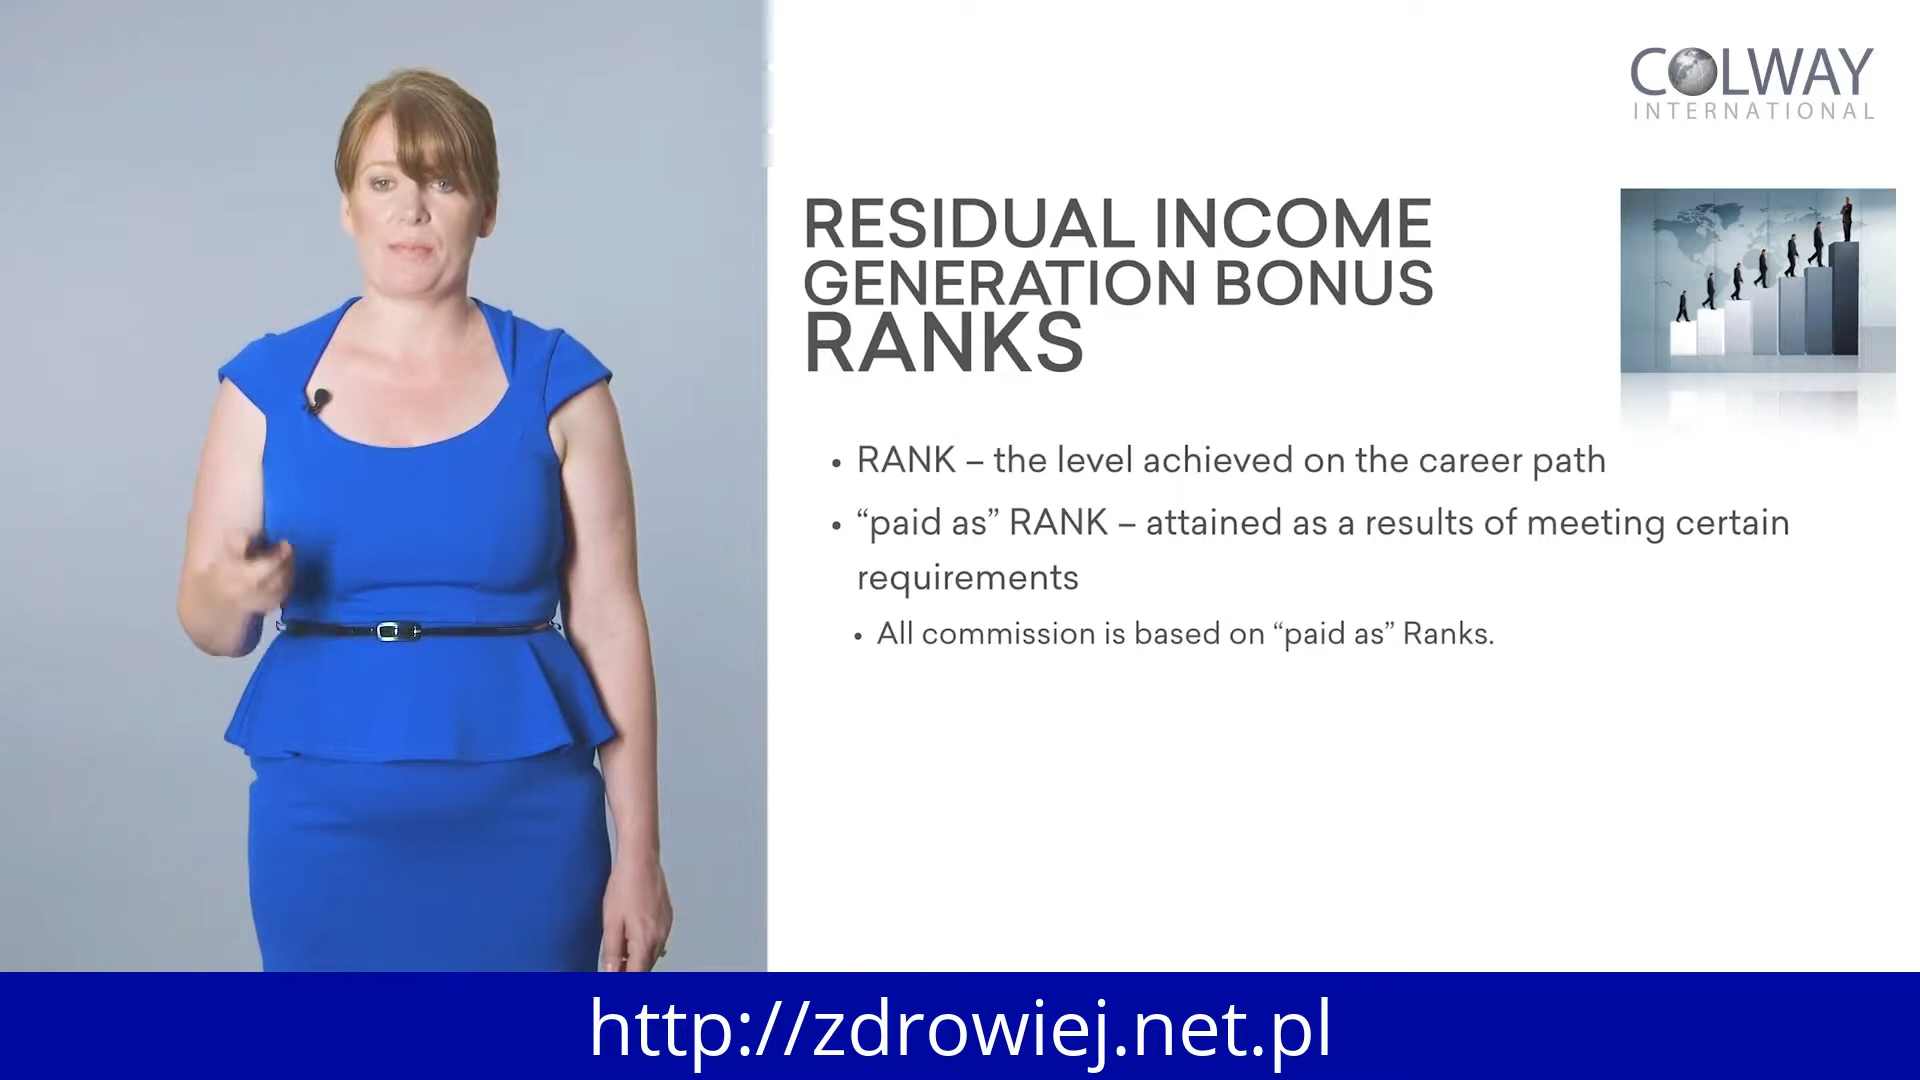 COLWAY
INTERNATIONAL
RESIDUAL INCOME
GENERATION BONUS
RANKS
• RANK – the level achieved on the career path
• “paid as” RANK – attained as a results of meeting certain
requirements
• All commission is based on “paid as” Ranks.
http://zdrowiej.net.pl